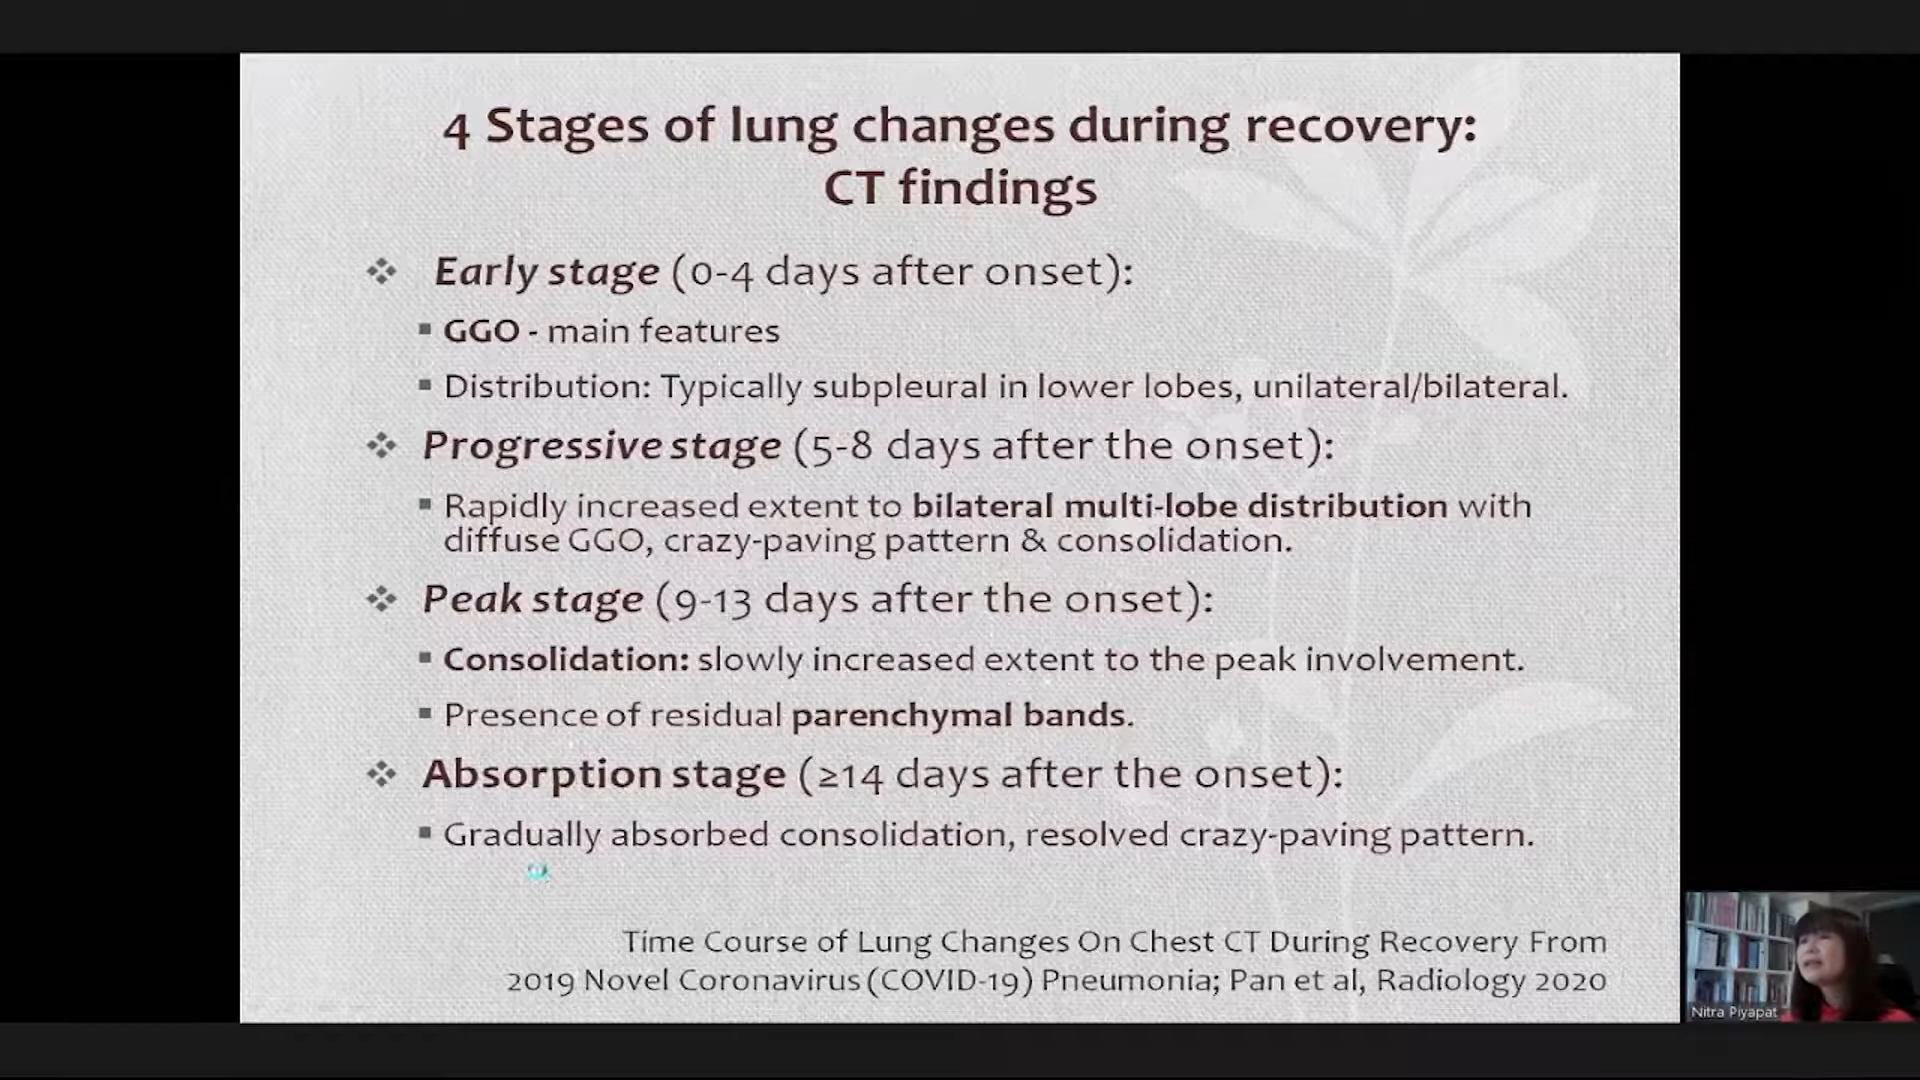 4 Stages of lung changes during recovery:
CT findings
❖ Early stage (0-4 days after onset):
▪ GGO - main features
▪ Distribution: Typically subpleural in lower lobes, unilateral/bilateral.
❖ Progressive stage (5-8 days after the onset):
▪ Rapidly increased extent to bilateral multi-lobe distribution with
diffuse GGO, crazy-paving pattern & consolidation.
❖ Peak stage (9-13 days after the onset):
▪ Consolidation: slowly increased extent to the peak involvement.
▪ Presence of residual parenchymal bands.
❖ Absorption stage (≥14 days after the onset):
▪ Gradually absorbed consolidation, resolved crazy-paving pattern.
Time Course of Lung Changes On Chest CT During Recovery From
2019 Novel Coronavirus (COVID-19) Pneumonia; Pan et al, Radiology 2020
Nitra Piyapat